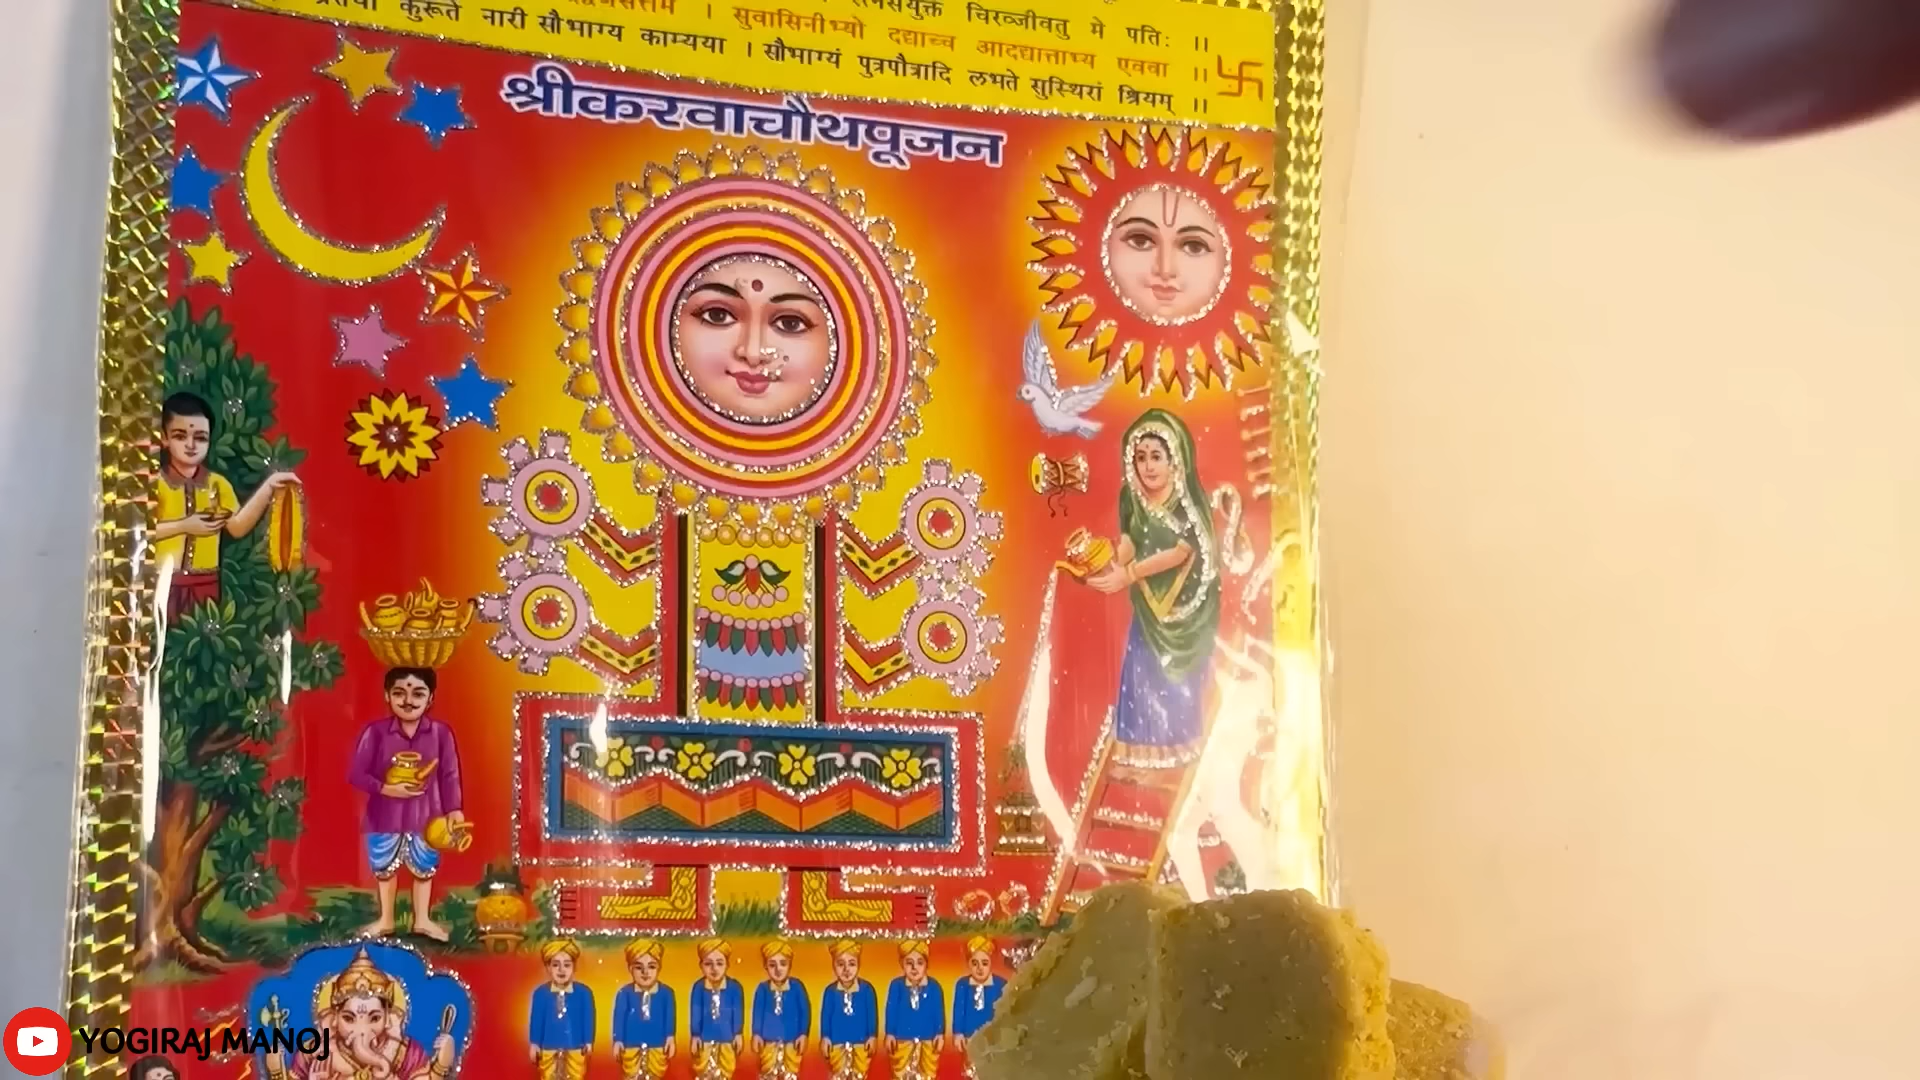 चिरञ्जीवतु मे पतिः ॥
कुरूते नारी सौभाग्य काम्यया । सुवासिनीभ्यो दद्याच्च आदद्यात्ताभ्य एववा ॥
सौभाग्यं पुत्रपौत्रादि लभते सुस्थिरां श्रियम् ॥
श्रीकरवाचौथपूजन
YOGIRAJ MANOJ